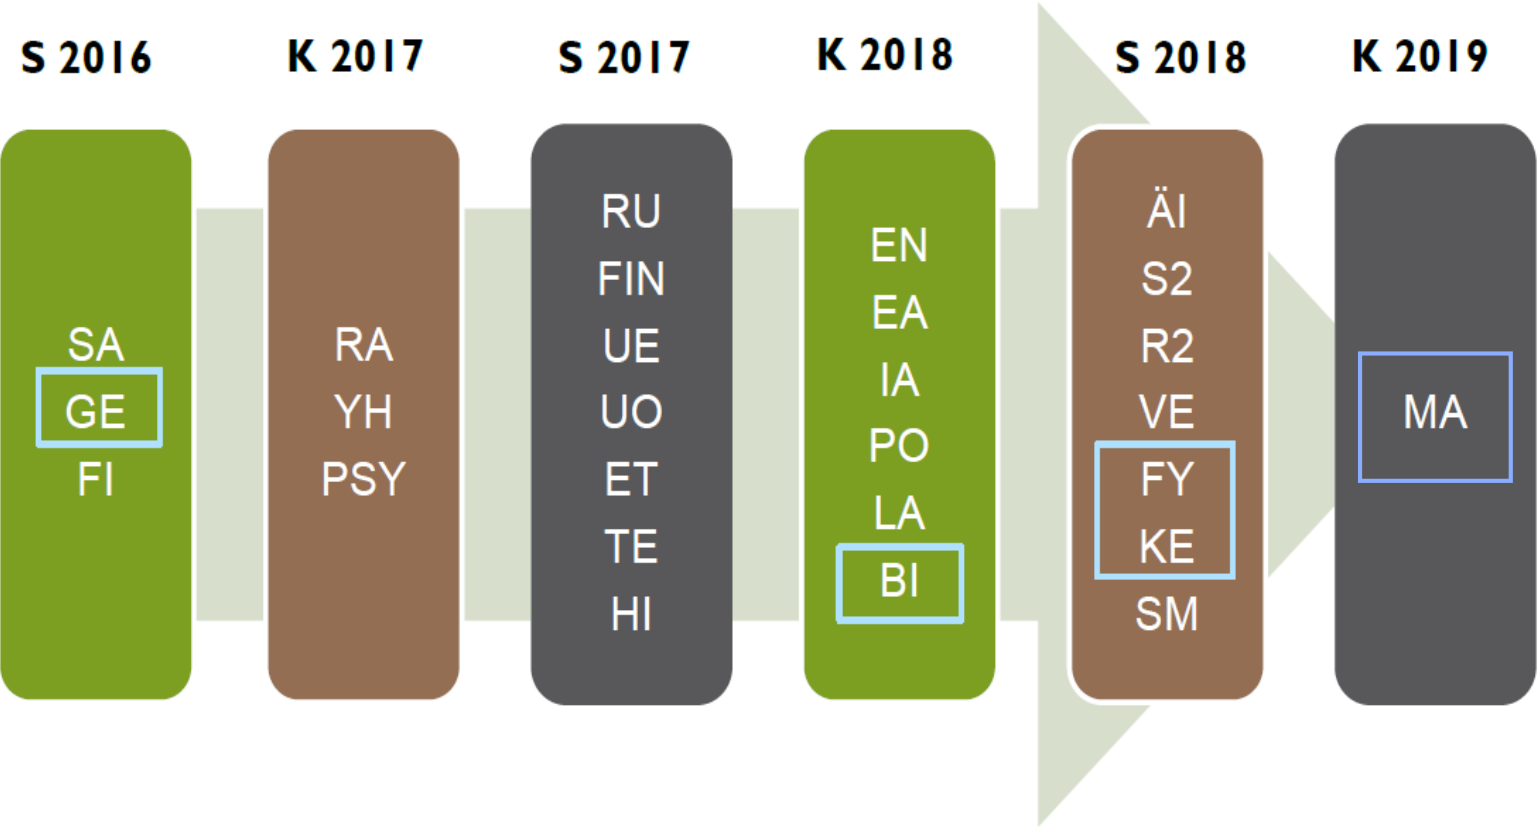 S 2016
K 2017
S 2017
K 2018
S 2018
K 2019
SA
GE
FI
RA
YH
PSY
RU
FIN
UE
UO
ET
TE
HI
EN
EA
IA
PO
LA
BI
ÄI
S2
R2
VE
FY
KE
SM
MA